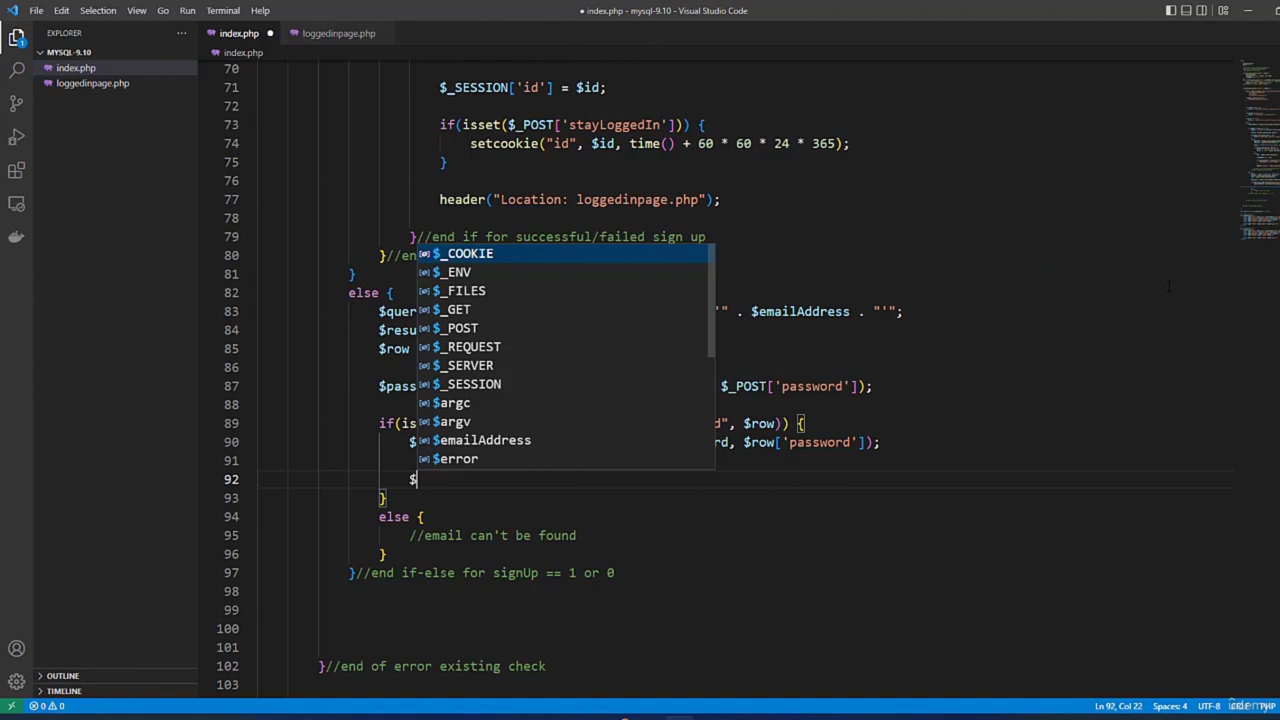 File Edit Selection View Go Run Terminal Help
● index.php - mysql-9.10 - Visual Studio Code
EXPLORER
MYSQL-9.10
index.php
loggedinpage.php
index.php ● loggedinpage.php
index.php
70
71 $_SESSION['id'] = $id;
72
73 if(isset($_POST['stayLoggedIn'])) {
74 setcookie("id", $id, time() + 60 * 60 * 24 * 365);
75 }
76
77 header("Location: loggedinpage.php");
78
79 }//end if for successful/failed sign up
80 }//en
81 }
82 else {
83 $quer '" . $emailAddress . "'";
84 $resu
85 $row
86
87 $pass $_POST['password']);
88
89 if(is d", $row)) {
90 $ rd, $row['password']);
91
92 $
93 }
94 else {
95 //email can't be found
96 }
97 }//end if-else for signUp == 1 or 0
98
99
100
101
102 }//end of error existing check
103
$_COOKIE
$_ENV
$_FILES
$_GET
$_POST
$_REQUEST
$_SERVER
$_SESSION
$argc
$argv
$emailAddress
$error
OUTLINE
TIMELINE
0 0
Ln 92, Col 22 Spaces: 4 UTF-8 CRLF PHP
Udemy